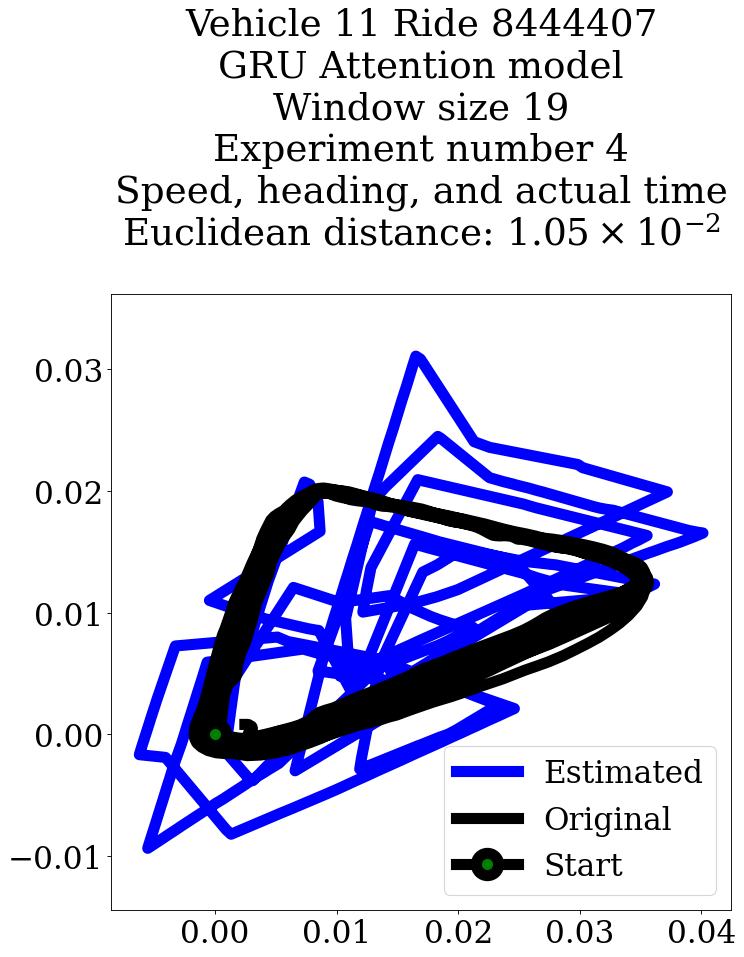 Vehicle 11 Ride 8444407
GRU Attention model
Window size 19
Experiment number 4
Speed, heading, and actual time
Euclidean distance: 1.05 × 10⁻²
0.03
0.02
0.01
0.00
−0.01
Estimated
Original
Start
0.00 0.01 0.02 0.03 0.04